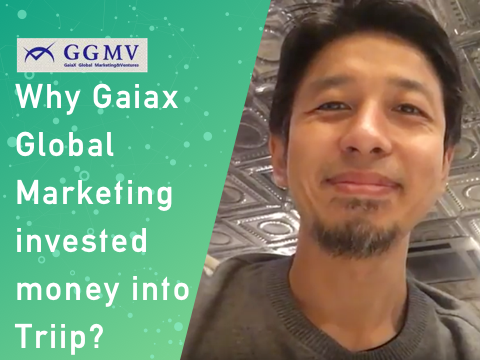 GGMV
GaiaX Global Marketing&Ventures
Why Gaiax
Global
Marketing
invested
money into
Triip?